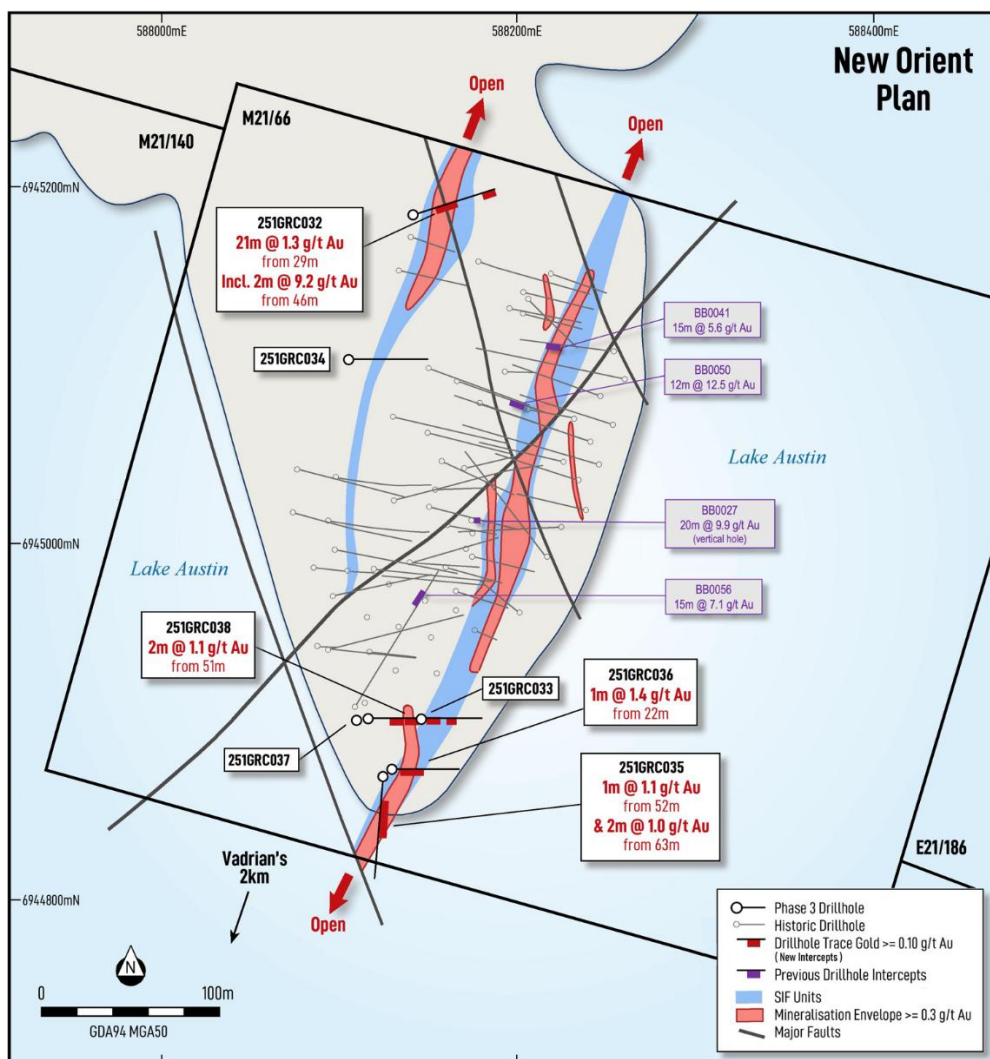 588000mE
588200mE
588400mE
New Orient
Plan
Open
Open
M21/66
M21/140
6945200mN
251GRC032
21m @ 1.3 g/t Au
from 29m
Incl. 2m @ 9.2 g/t Au
from 46m
BB0041
15m @ 5.6 g/t Au
251GRC034
BB0050
12m @ 12.5 g/t Au
Lake Austin
BB0027
20m @ 9.9 g/t Au
(vertical hole)
6945000mN
Lake Austin
BB0056
15m @ 7.1 g/t Au
251GRC038
2m @ 1.1 g/t Au
from 51m
251GRC033
251GRC036
1m @ 1.4 g/t Au
from 22m
251GRC037
251GRC035
1m @ 1.1 g/t Au
from 52m
& 2m @ 1.0 g/t Au
from 63m
E21/186
Vadrian's
2km
6944800mN
Open
N
0
100m
GDA94 MGA50
Phase 3 Drillhole
Historic Drillhole
Drillhole Trace Gold >= 0.10 g/t Au
(New Intercepts)
Previous Drillhole Intercepts
SIF Units
Mineralisation Envelope >= 0.3 g/t Au
Major Faults